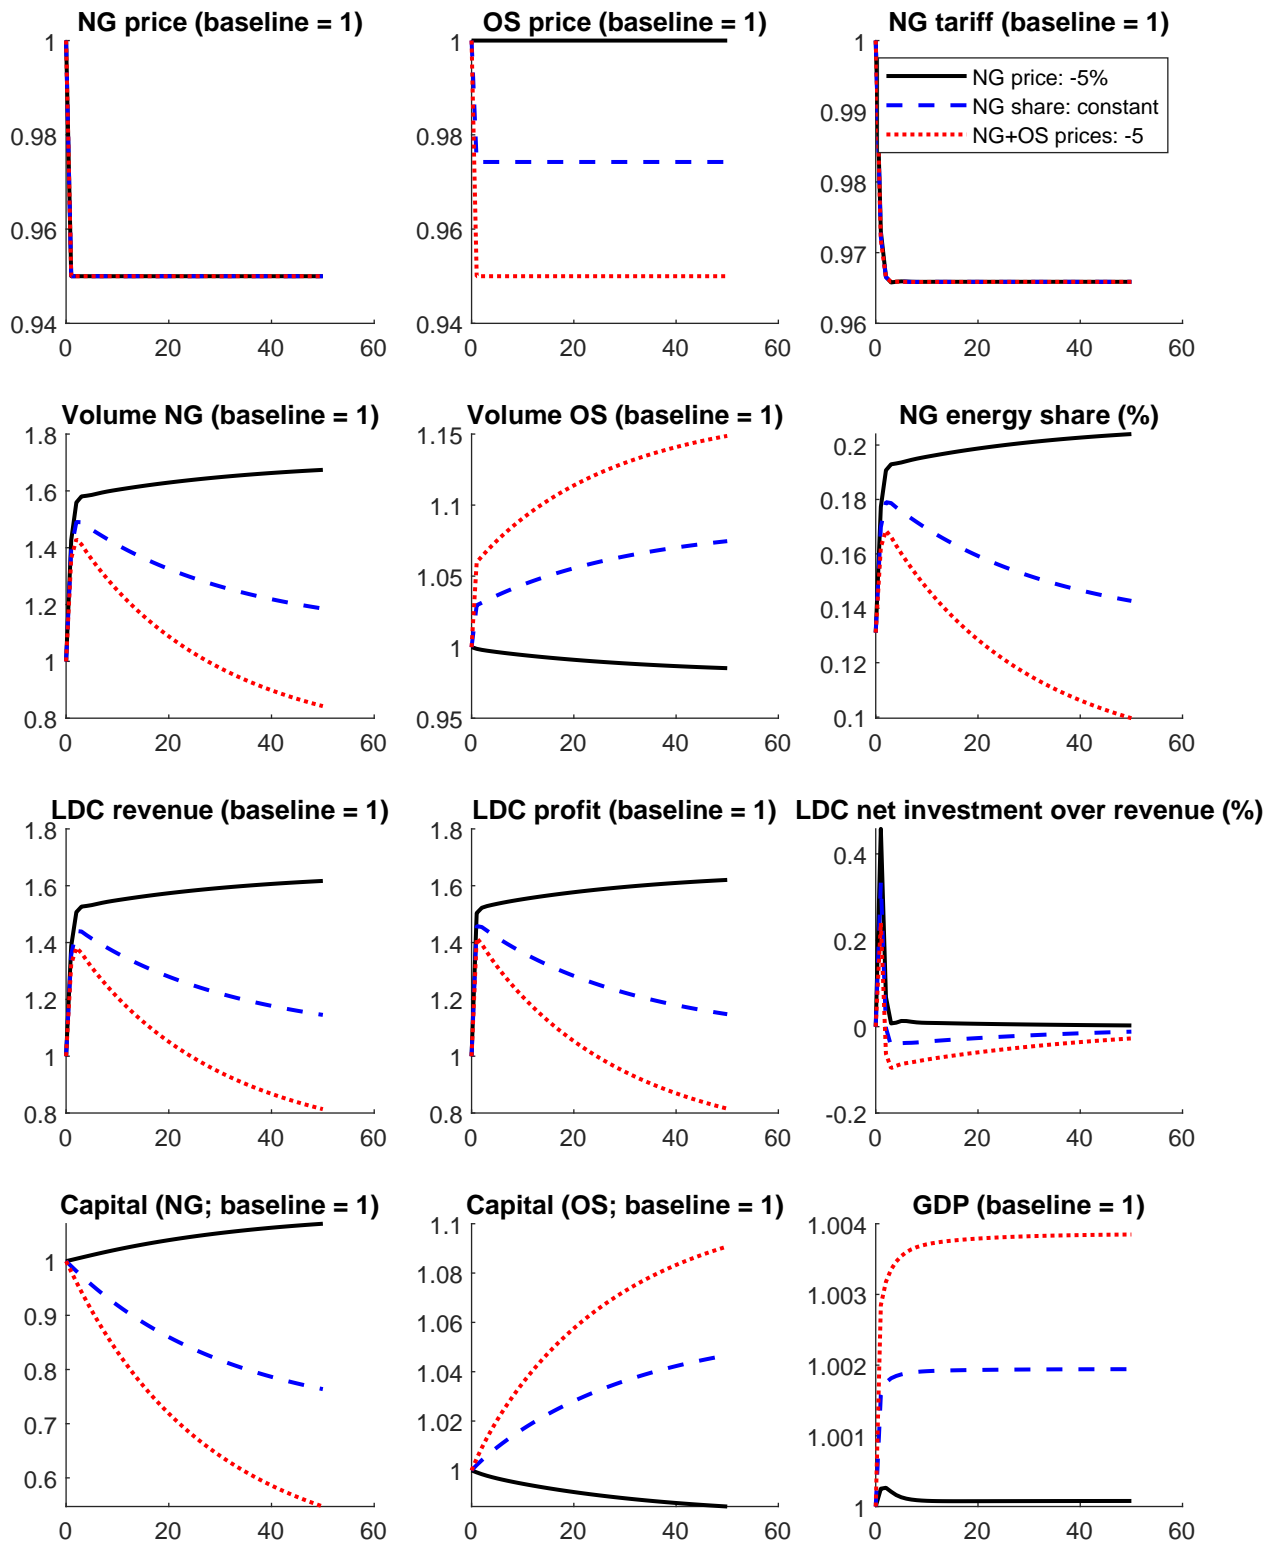 NG price (baseline = 1)
1
0.98
0.96
0.94
0 20 40 60
OS price (baseline = 1)
1
0.98
0.96
0.94
0 20 40 60
NG tariff (baseline = 1)
1
0.99
0.98
0.97
0.96
0 20 40 60
NG price: -5%
NG share: constant
NG+OS prices: -5
Volume NG (baseline = 1)
1.8
1.6
1.4
1.2
1
0.8
0 20 40 60
Volume OS (baseline = 1)
1.15
1.1
1.05
1
0.95
0 20 40 60
NG energy share (%)
0.2
0.18
0.16
0.14
0.12
0.1
0 20 40 60
LDC revenue (baseline = 1)
1.8
1.6
1.4
1.2
1
0.8
0 20 40 60
LDC profit (baseline = 1)
1.8
1.6
1.4
1.2
1
0.8
0 20 40 60
LDC net investment over revenue (%)
0.4
0.2
0
-0.2
0 20 40 60
Capital (NG; baseline = 1)
1
0.9
0.8
0.7
0.6
0 20 40 60
Capital (OS; baseline = 1)
1.1
1.08
1.06
1.04
1.02
1
0 20 40 60
GDP (baseline = 1)
1.004
1.003
1.002
1.001
1
0 20 40 60